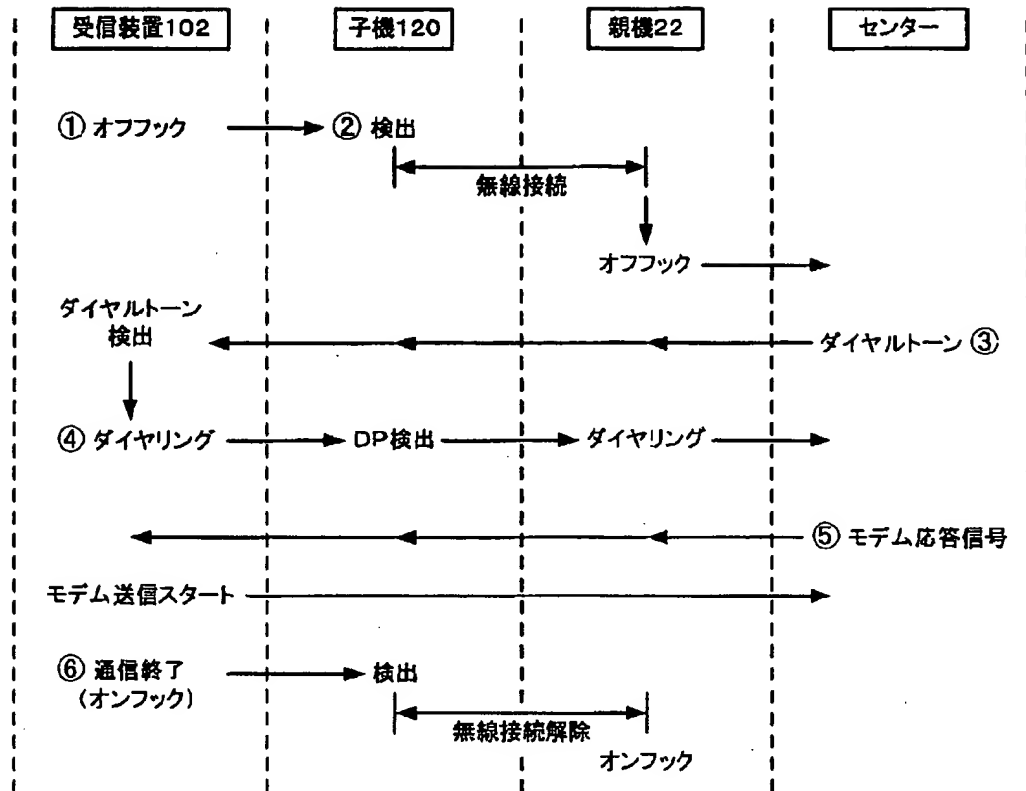 受信装置102
子機120
親機22
センター
①オフフック
②検出
無線接続
オフフック
ダイヤルトーン
検出
ダイヤルトーン③
④ダイヤリング
DP検出
ダイヤリング
⑤モデム応答信号
モデム送信スタート
⑥通信終了
(オンフック)
検出
無線接続解除
オンフック